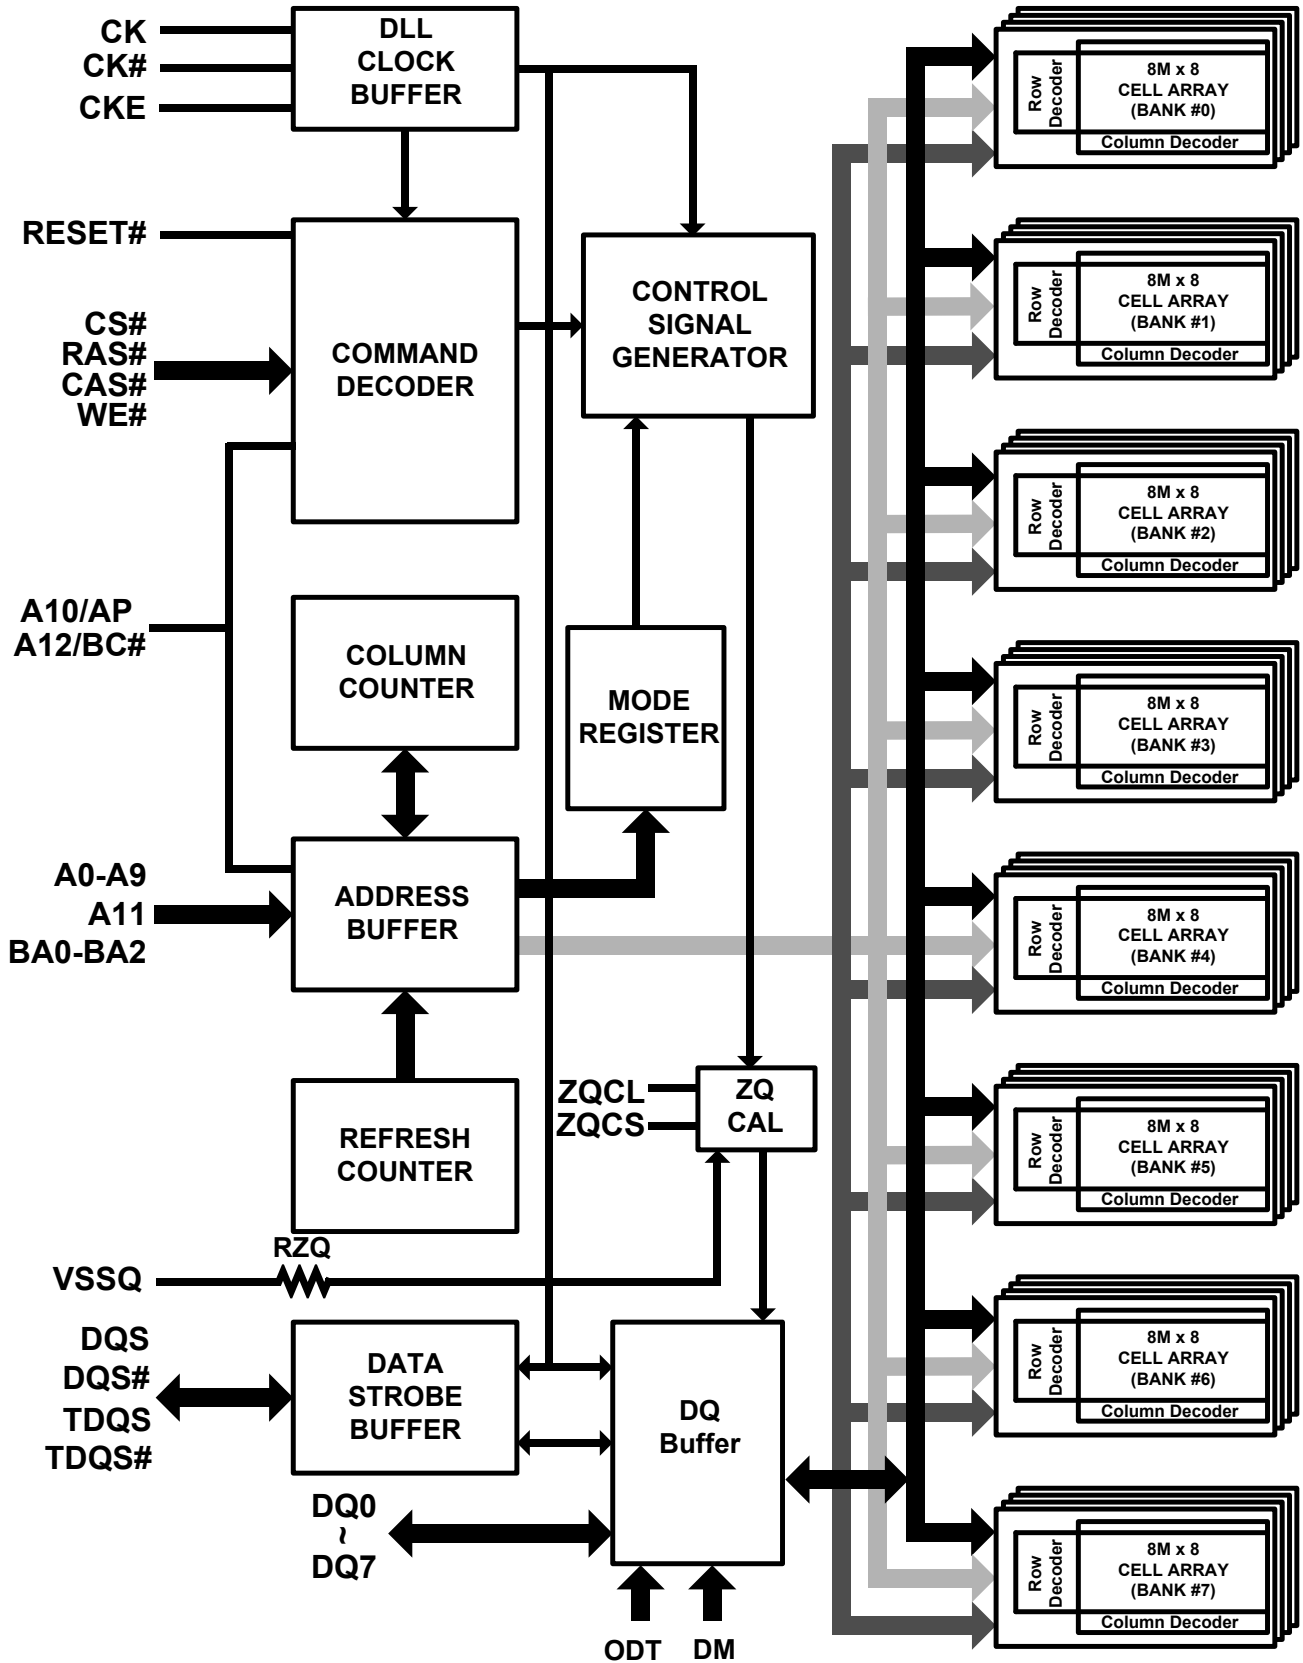 CK
CK#
CKE
DLL
CLOCK
BUFFER
RESET#
CS#
RAS#
CAS#
WE#
COMMAND
DECODER
CONTROL
SIGNAL
GENERATOR
A10/AP
A12/BC#
COLUMN
COUNTER
MODE
REGISTER
A0-A9
A11
BA0-BA2
ADDRESS
BUFFER
REFRESH
COUNTER
ZQCL
ZQCS
ZQ
CAL
VSSQ
RZQ
DQS
DQS#
TDQS
TDQS#
DATA
STROBE
BUFFER
DQ
Buffer
DQ0
~
DQ7
ODT
DM
Row
Decoder
8M x 8
CELL ARRAY
(BANK #0)
Column Decoder
Row
Decoder
8M x 8
CELL ARRAY
(BANK #1)
Column Decoder
Row
Decoder
8M x 8
CELL ARRAY
(BANK #2)
Column Decoder
Row
Decoder
8M x 8
CELL ARRAY
(BANK #3)
Column Decoder
Row
Decoder
8M x 8
CELL ARRAY
(BANK #4)
Column Decoder
Row
Decoder
8M x 8
CELL ARRAY
(BANK #5)
Column Decoder
Row
Decoder
8M x 8
CELL ARRAY
(BANK #6)
Column Decoder
Row
Decoder
8M x 8
CELL ARRAY
(BANK #7)
Column Decoder